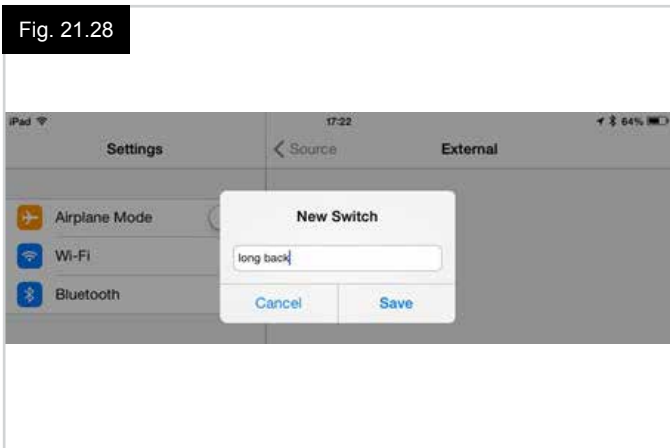 Fig. 21.28
iPad 17:22 64%
Settings < Source External
New Switch
Airplane Mode
long back
Wi-Fi
Cancel Save
Bluetooth